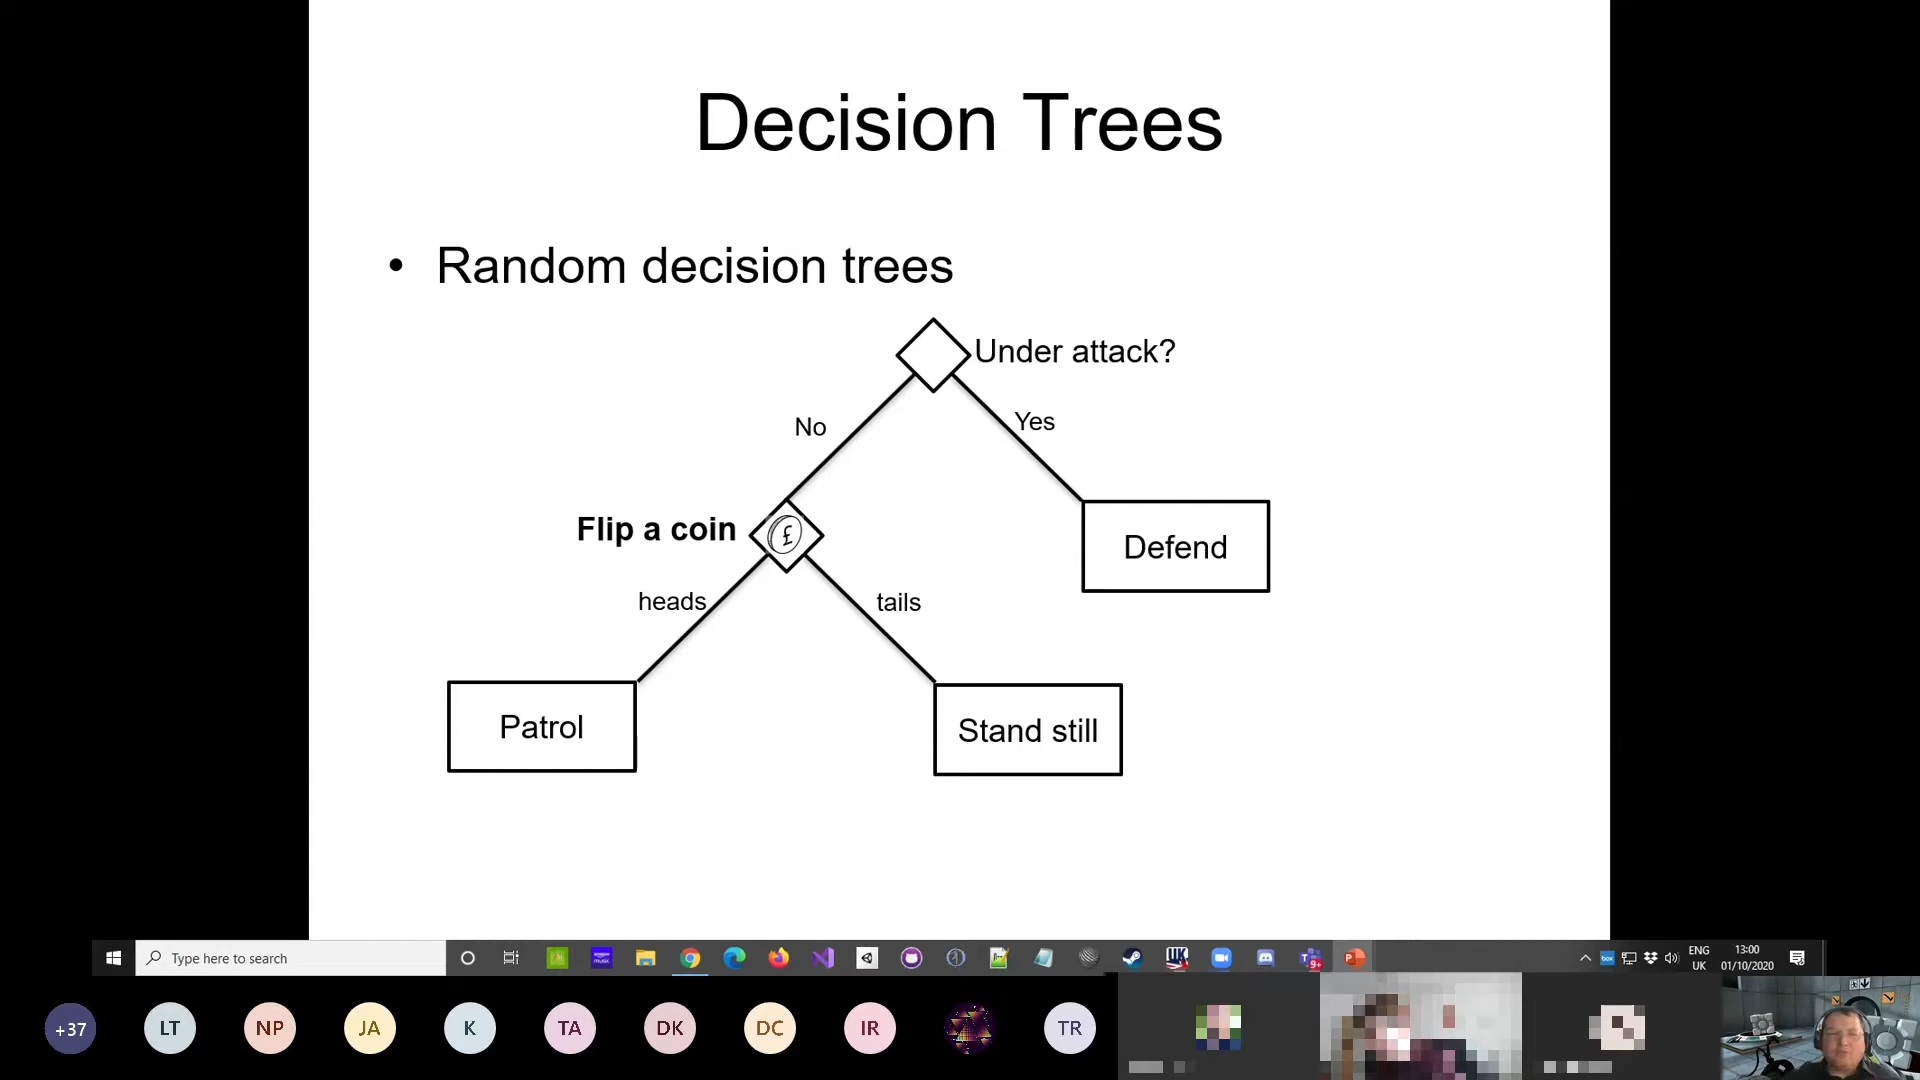 Decision Trees
• Random decision trees
Under attack?
No
Yes
Flip a coin
£
Defend
heads
tails
Patrol
Stand still
Type here to search
ENG
UK
13:00
01/10/2020
+37
LT
NP
JA
K
TA
DK
DC
IR
TR